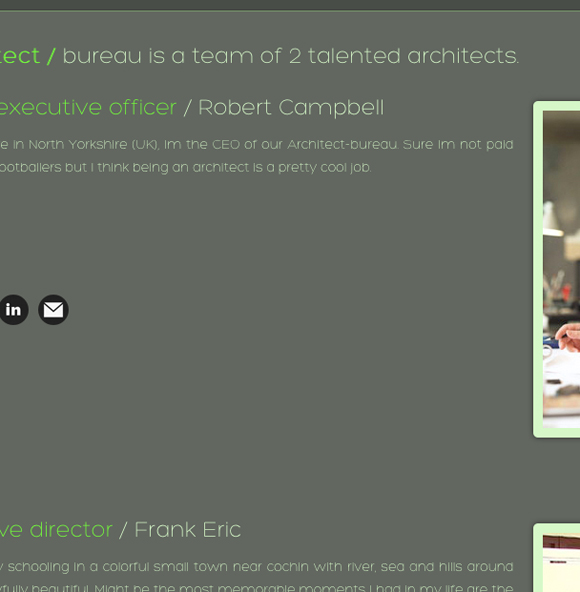 tect / bureau is a team of 2 talented architects.
executive officer / Robert Campbell
e in North Yorkshire (UK), Im the CEO of our Architect-bureau. Sure Im not paid
ootballers but I think being an architect is a pretty cool job.
in
ve director / Frank Eric
y schooling in a colorful small town near cochin with river, sea and hills around
yfully beautiful. Might be the most memorable moments I had in my life are the